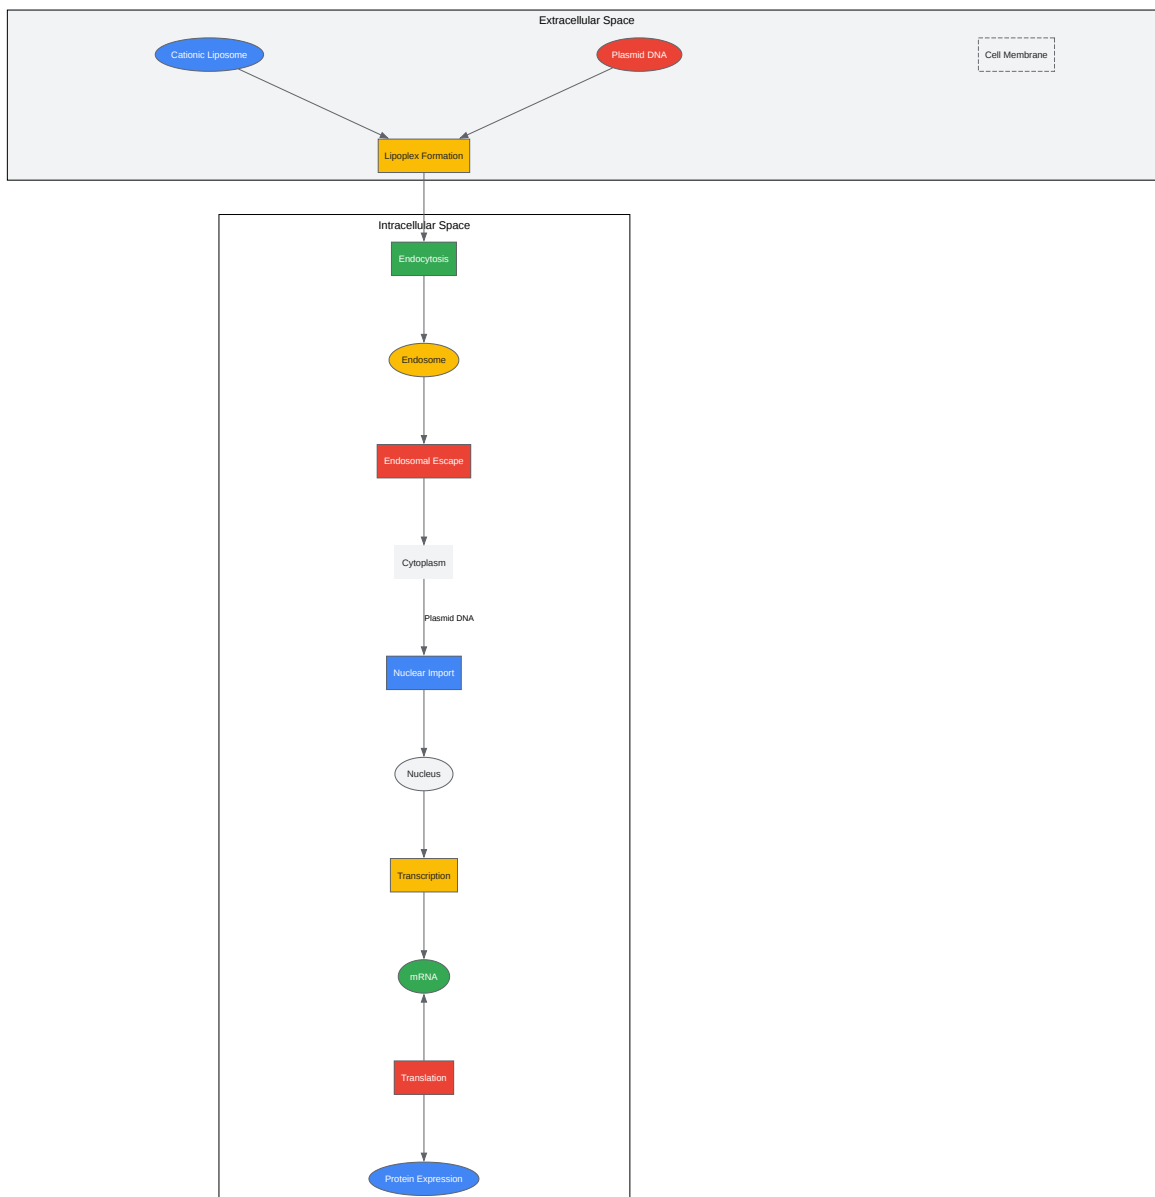 Extracellular Space
Cationic Liposome
Plasmid DNA
Cell Membrane
Lipoplex Formation
Intracellular Space
Endocytosis
Endosome
Endosomal Escape
Cytoplasm
Plasmid DNA
Nuclear Import
Nucleus
Transcription
mRNA
Translation
Protein Expression